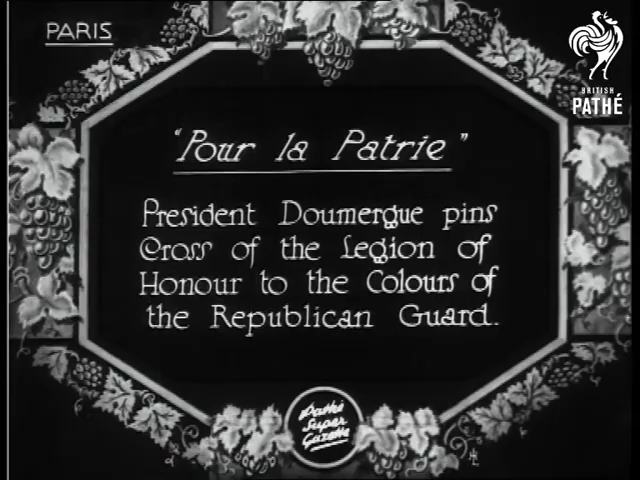 PARIS
BRITISH
PATHÉ
"Pour la Patrie"
President Doumergue pins
Cross of the Legion of
Honour to the Colours of
the Republican Guard.
Pathé
Super
Gazette